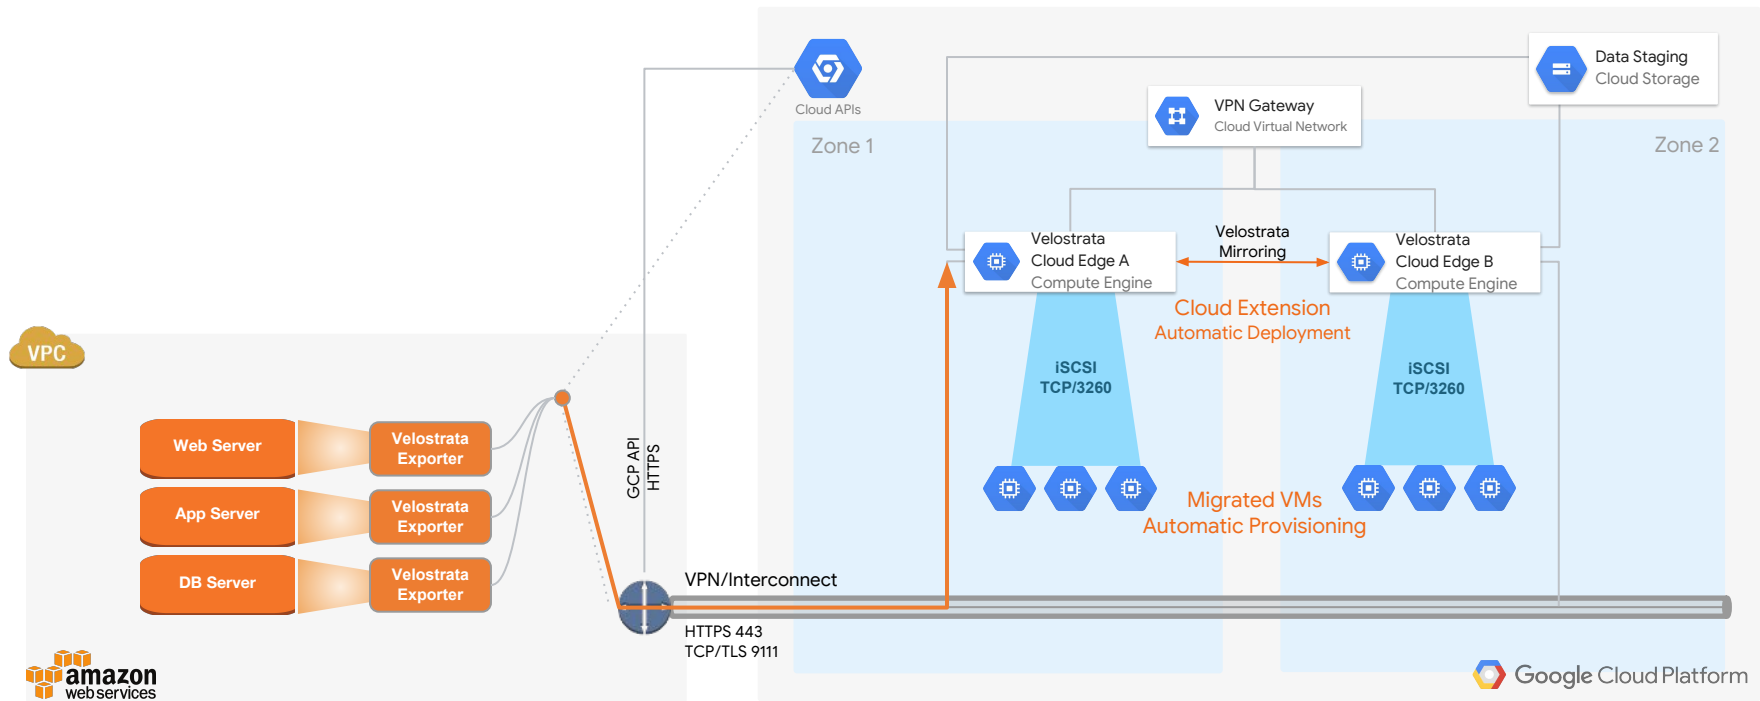 Cloud APIs
Data Staging
Cloud Storage
VPN Gateway
Cloud Virtual Network
Zone 1
Zone 2
Velostrata
Cloud Edge A
Compute Engine
Velostrata
Mirroring
Velostrata
Cloud Edge B
Compute Engine
Cloud Extension
Automatic Deployment
VPC
iSCSI
TCP/3260
iSCSI
TCP/3260
Web Server
Velostrata
Exporter
App Server
Velostrata
Exporter
DB Server
Velostrata
Exporter
GCP API
HTTPS
Migrated VMs
Automatic Provisioning
VPN/Interconnect
HTTPS 443
TCP/TLS 9111
amazon
web services
Google Cloud Platform